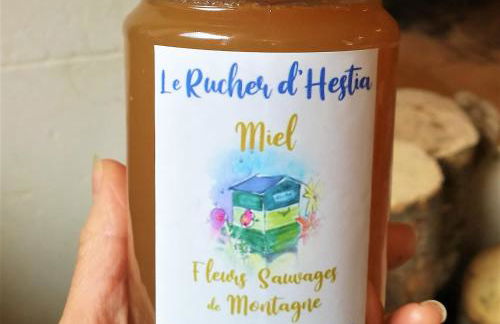 Le Rucher d'Hestia
Miel
Fleurs Sauvages
de Montagne